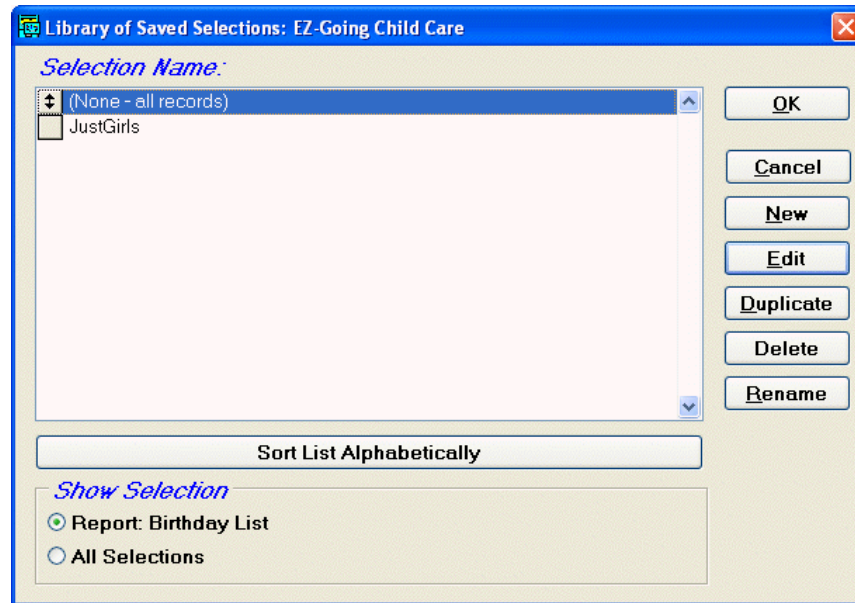 Library of Saved Selections: EZ-Going Child Care
Selection Name:
(None - all records)
JustGirls
OK
Cancel
New
Edit
Duplicate
Delete
Rename
Sort List Alphabetically
Show Selection
Report: Birthday List
All Selections